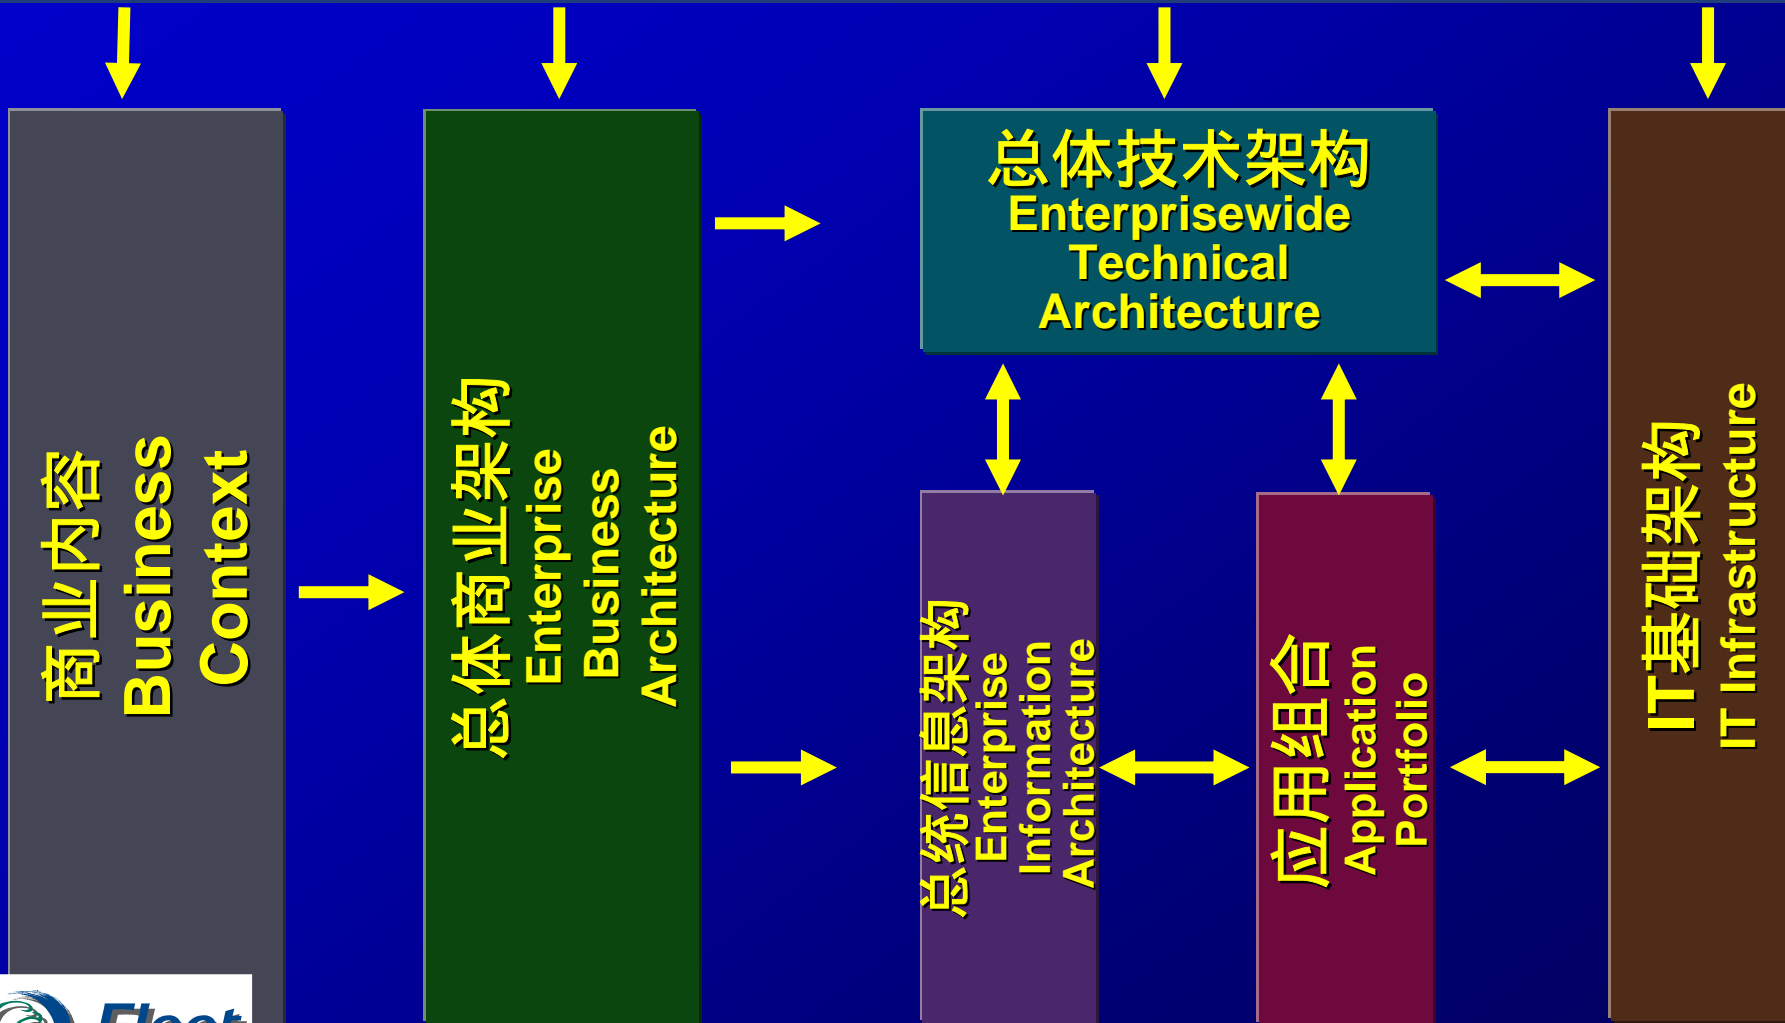 商业内容
Business
Context
总体商业架构
Enterprise
Business
Architecture
总体技术架构
Enterprisewide
Technical
Architecture
总统信息架构
Enterprise
Information
Architecture
应用组合
Application
Portfolio
IT基础架构
IT Infrastructure
Fleet